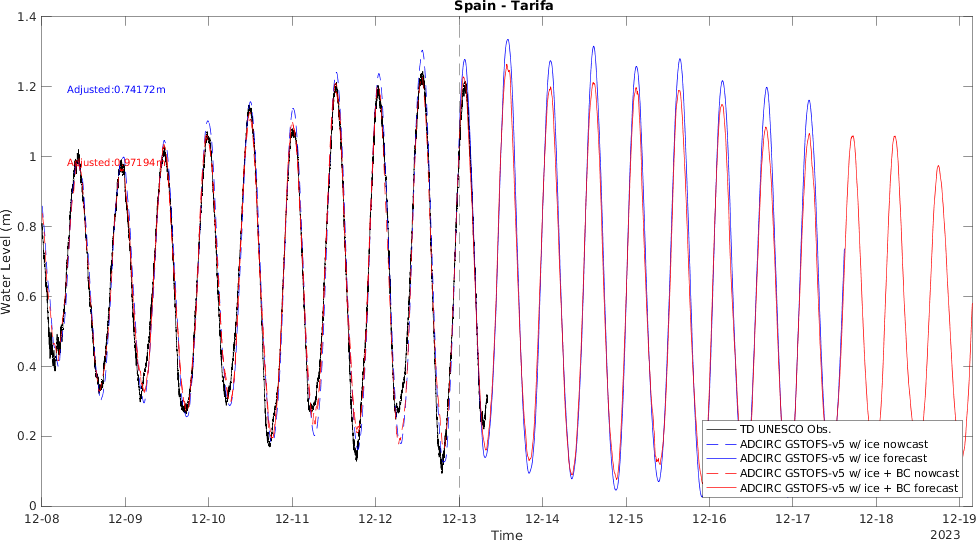 Spain - Tarifa
1.4
1.2
1
0.8
0.6
0.4
0.2
0
Water Level (m)
Adjusted:0.74172m
Adjusted:0.97194m
TD UNESCO Obs.
ADCIRC GSTOFS-v5 w/ ice nowcast
ADCIRC GSTOFS-v5 w/ ice forecast
ADCIRC GSTOFS-v5 w/ ice + BC nowcast
ADCIRC GSTOFS-v5 w/ ice + BC forecast
12-08 12-09 12-10 12-11 12-12 12-13 12-14 12-15 12-16 12-17 12-18 12-19
Time
2023